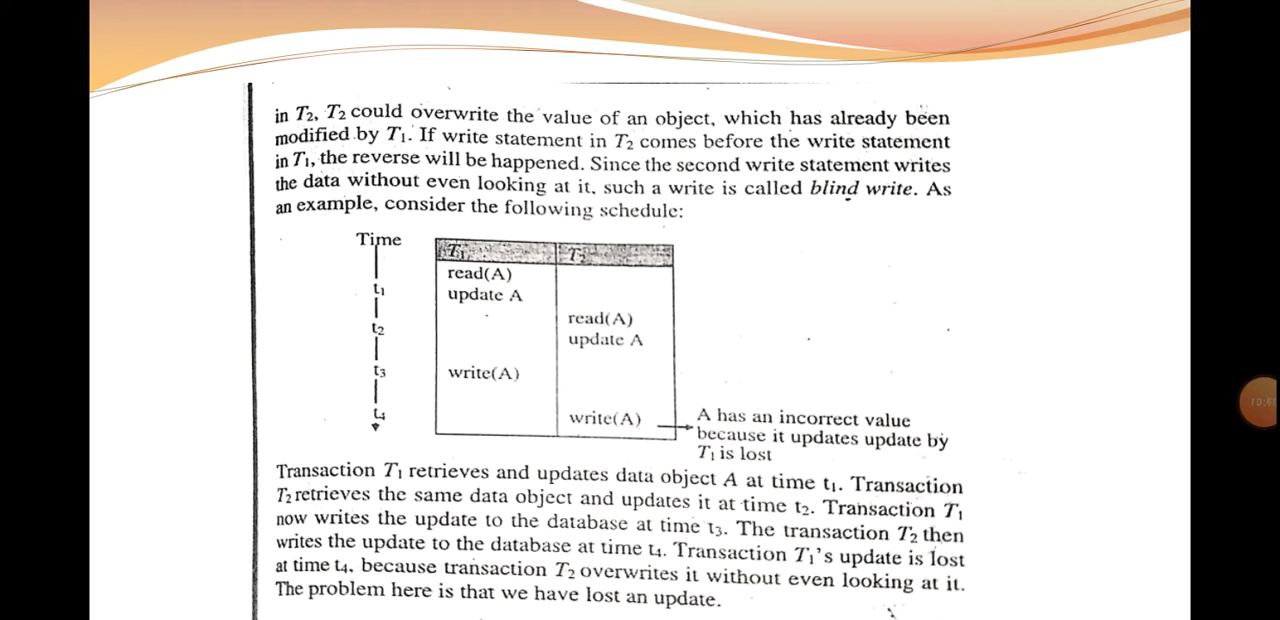 in T₂, T₂ could overwrite the value of an object, which has already been
modified by T₁. If write statement in T₂ comes before the write statement
in T₁, the reverse will be happened. Since the second write statement writes
the data without even looking at it, such a write is called blind write. As
an example, consider the following schedule:
Time
T₁ T₂
read(A)
t₁ update A
read(A)
t₂ update A
t₃ write(A)
t₄ write(A) A has an incorrect value
because it updates update by
T₁ is lost
Transaction T₁ retrieves and updates data object A at time t₁. Transaction
T₂ retrieves the same data object and updates it at time t₂. Transaction T₁
now writes the update to the database at time t₃. The transaction T₂ then
writes the update to the database at time t₄. Transaction T₁'s update is lost
at time t₄, because transaction T₂ overwrites it without even looking at it.
The problem here is that we have lost an update.